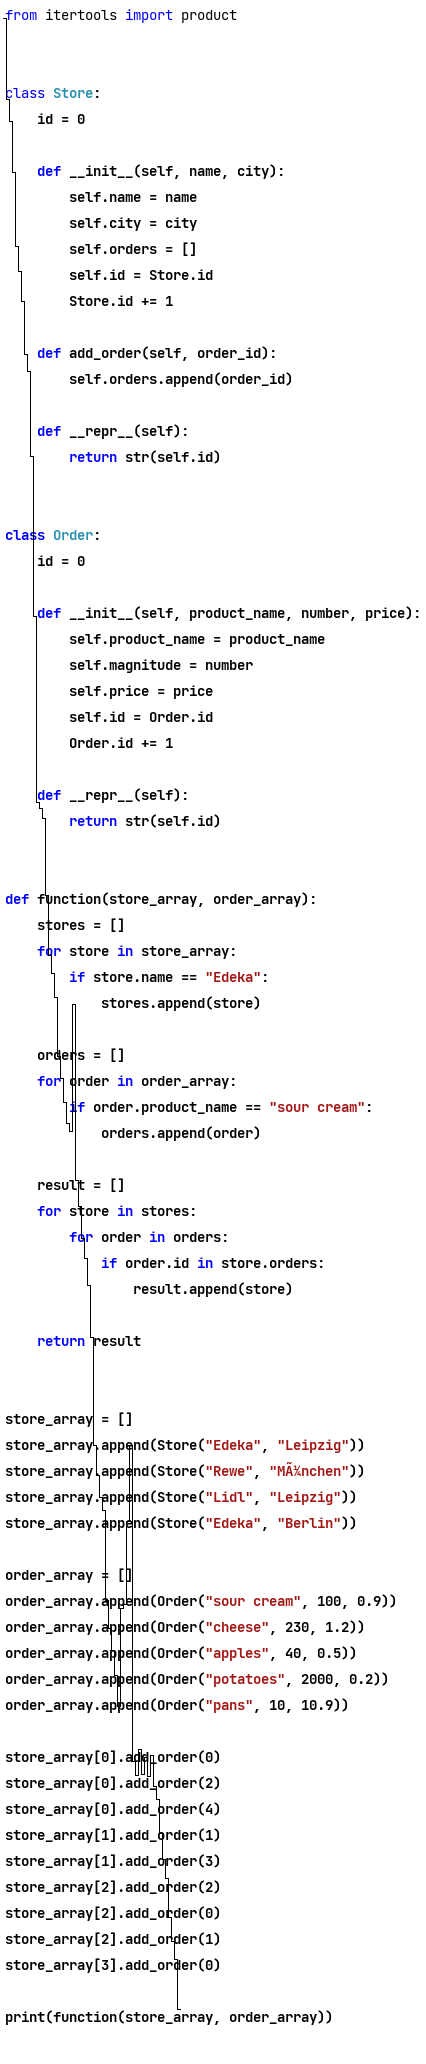 from itertools import product
class Store:
    id = 0
    def __init__(self, name, city):
        self.name = name
        self.city = city
        self.orders = []
        self.id = Store.id
        Store.id += 1
    def add_order(self, order_id):
        self.orders.append(order_id)
    def __repr__(self):
        return str(self.id)
class Order:
    id = 0
    def __init__(self, product_name, number, price):
        self.product_name = product_name
        self.magnitude = number
        self.price = price
        self.id = Order.id
        Order.id += 1
    def __repr__(self):
        return str(self.id)
def function(store_array, order_array):
    stores = []
    for store in store_array:
        if store.name == "Edeka":
            stores.append(store)
    orders = []
    for order in order_array:
        if order.product_name == "sour cream":
            orders.append(order)
    result = []
    for store in stores:
        for order in orders:
            if order.id in store.orders:
                result.append(store)
    return result
store_array = []
store_array.append(Store("Edeka", "Leipzig"))
store_array.append(Store("Rewe", "MÃ¼nchen"))
store_array.append(Store("Lidl", "Leipzig"))
store_array.append(Store("Edeka", "Berlin"))
order_array = []
order_array.append(Order("sour cream", 100, 0.9))
order_array.append(Order("cheese", 230, 1.2))
order_array.append(Order("apples", 40, 0.5))
order_array.append(Order("potatoes", 2000, 0.2))
order_array.append(Order("pans", 10, 10.9))
store_array[0].add_order(0)
store_array[0].add_order(2)
store_array[0].add_order(4)
store_array[1].add_order(1)
store_array[1].add_order(3)
store_array[2].add_order(2)
store_array[2].add_order(0)
store_array[2].add_order(1)
store_array[3].add_order(0)
print(function(store_array, order_array))